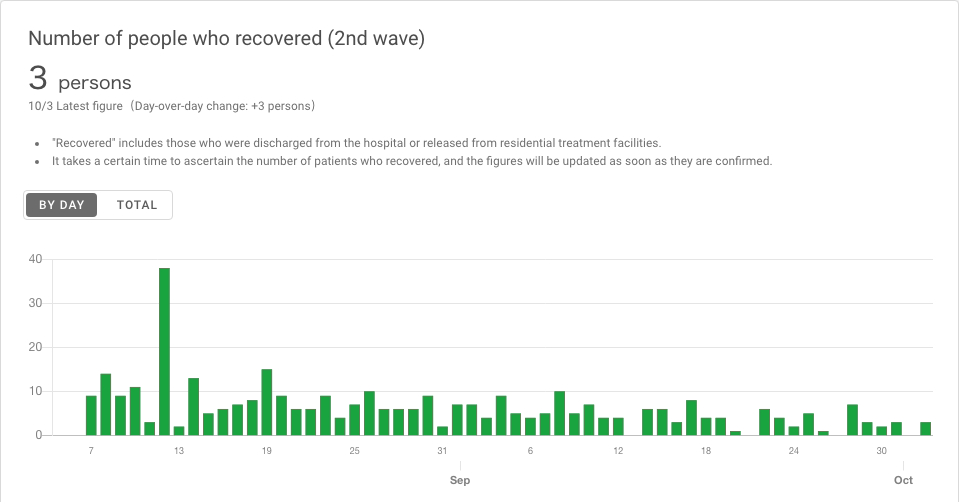 Number of people who recovered (2nd wave)
3 persons
10/3 Latest figure (Day-over-day change: +3 persons)
• "Recovered" includes those who were discharged from the hospital or released from residential treatment facilities.
• It takes a certain time to ascertain the number of patients who recovered, and the figures will be updated as soon as they are confirmed.
BY DAY TOTAL
40
30
20
10
0
7 13 19 25 31 6 12 18 24 30
Sep Oct